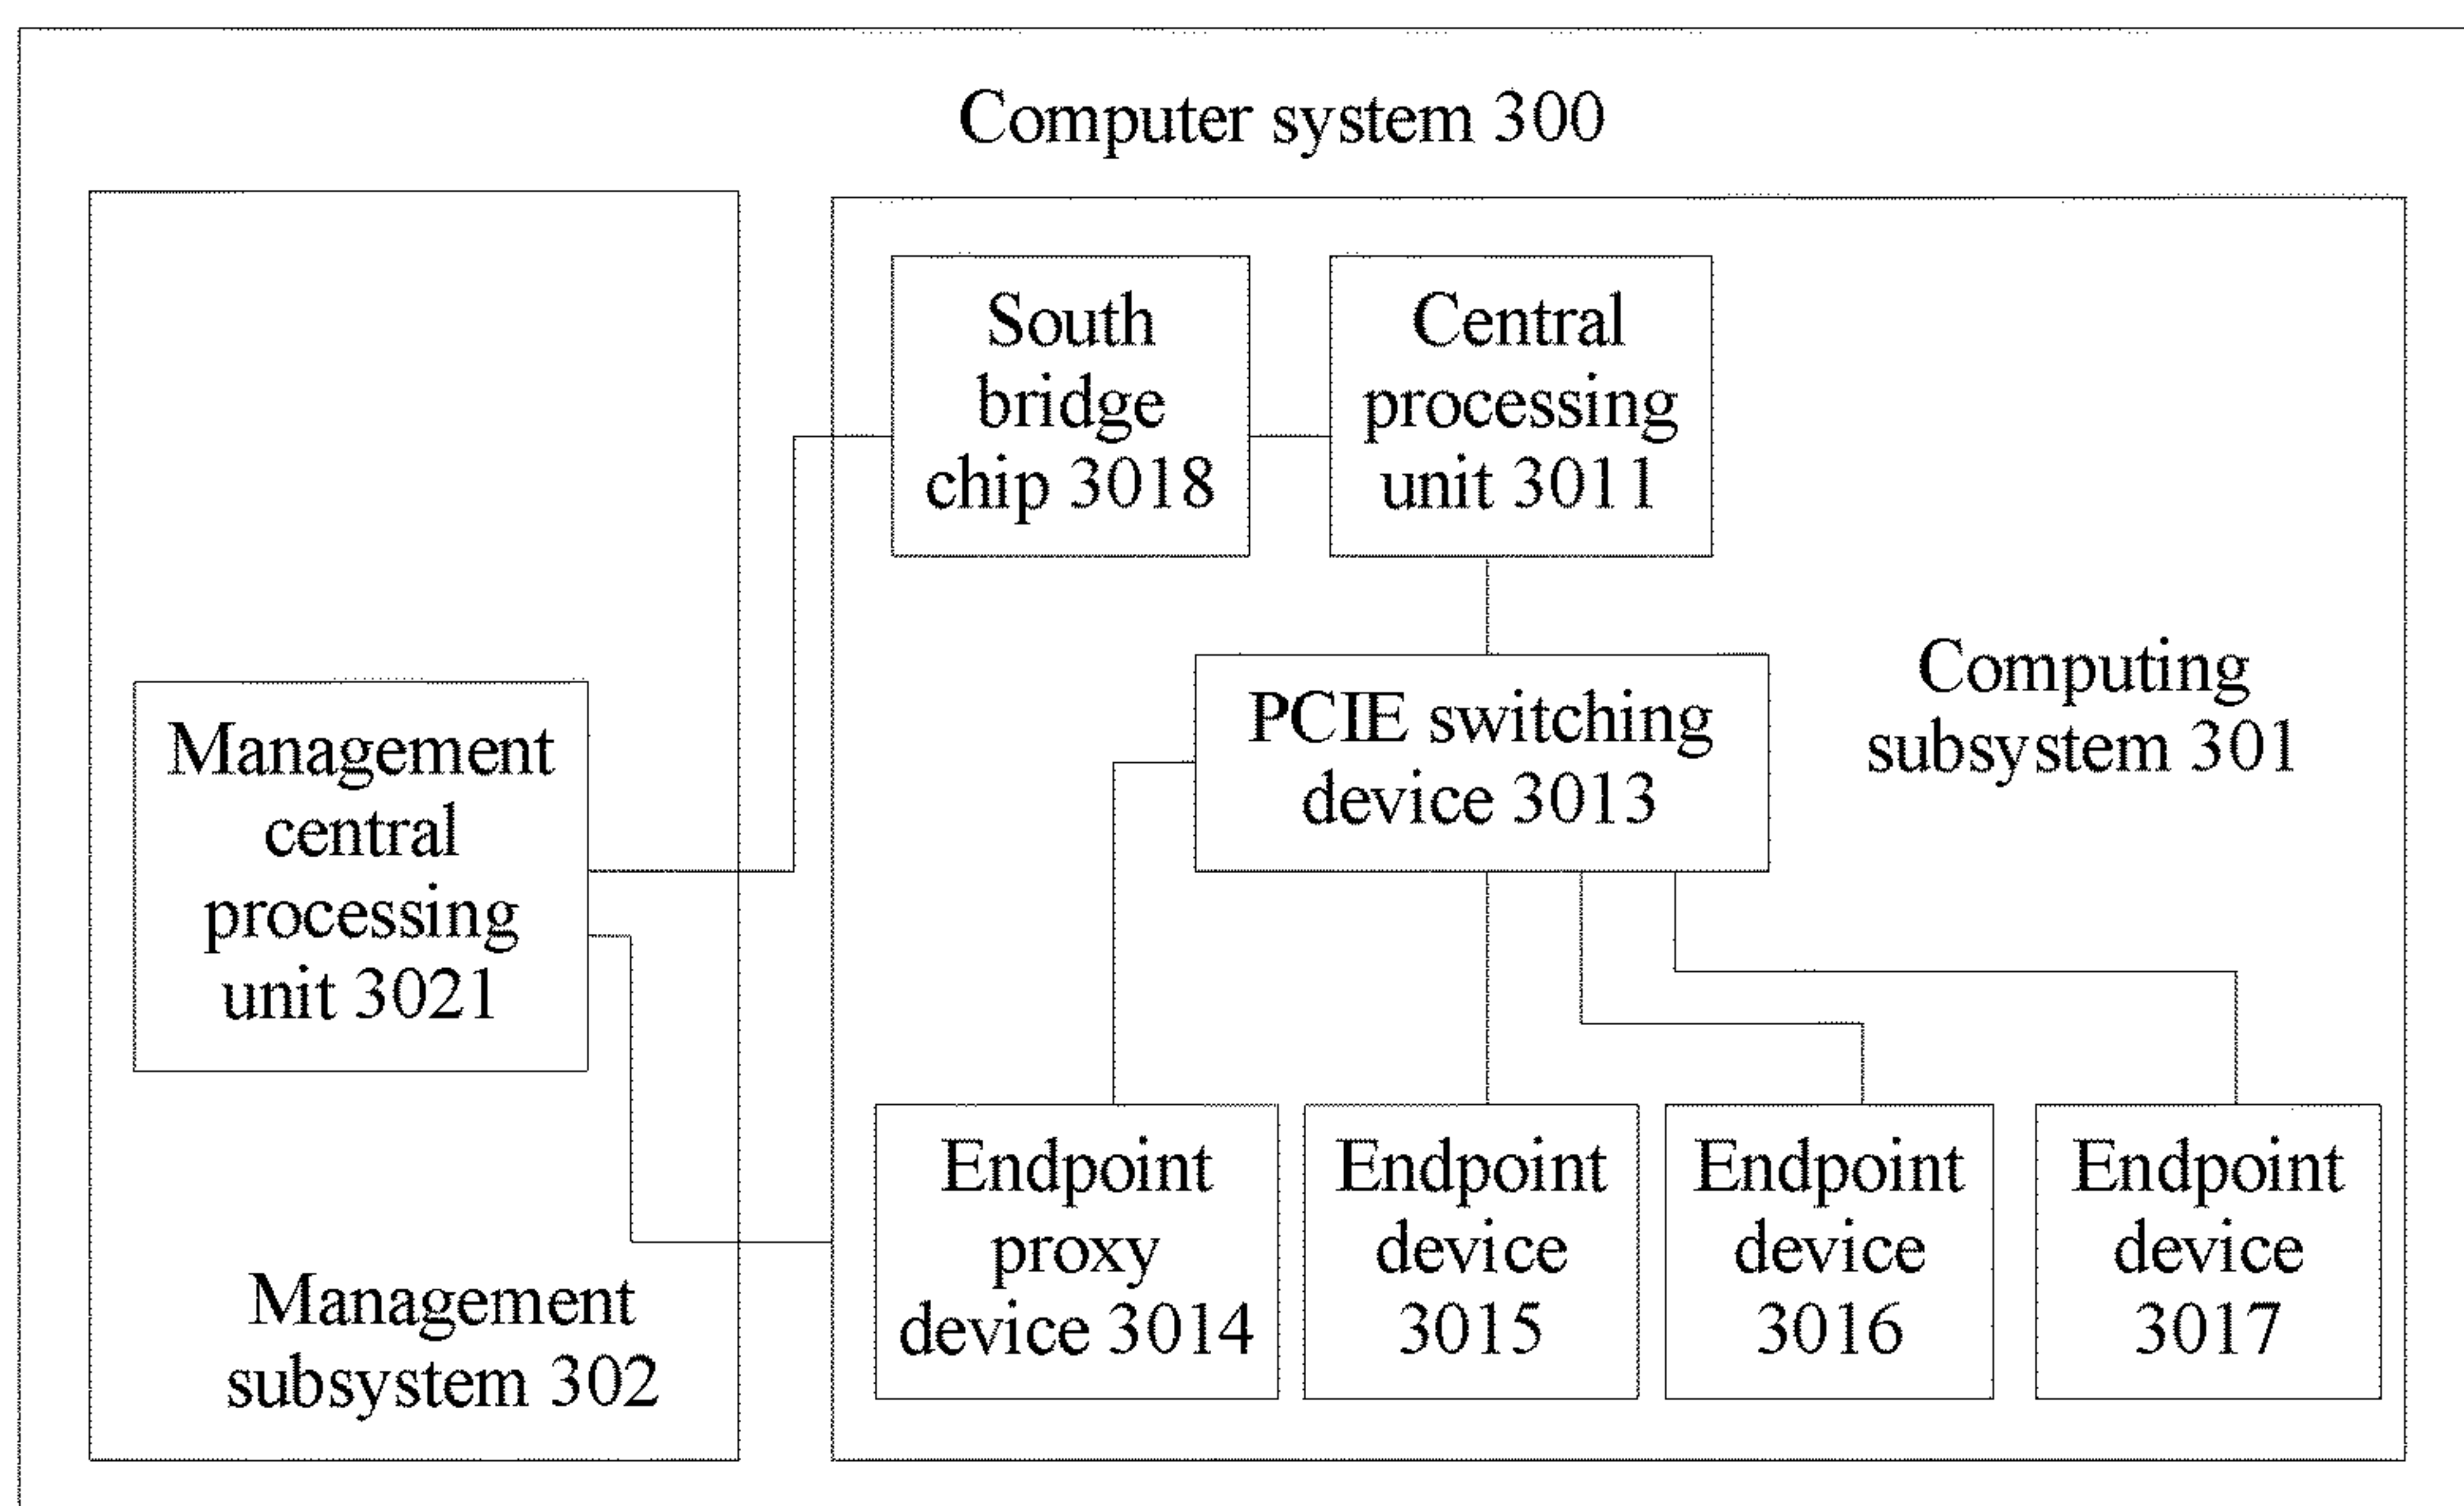 Computer system 300
South
bridge
chip 3018
Central
processing
unit 3011
Management
central
processing
unit 3021
PCIE switching
device 3013
Computing
subsystem 301
Endpoint
proxy
device 3014
Endpoint
device
3015
Endpoint
device
3016
Endpoint
device
3017
Management
subsystem 302